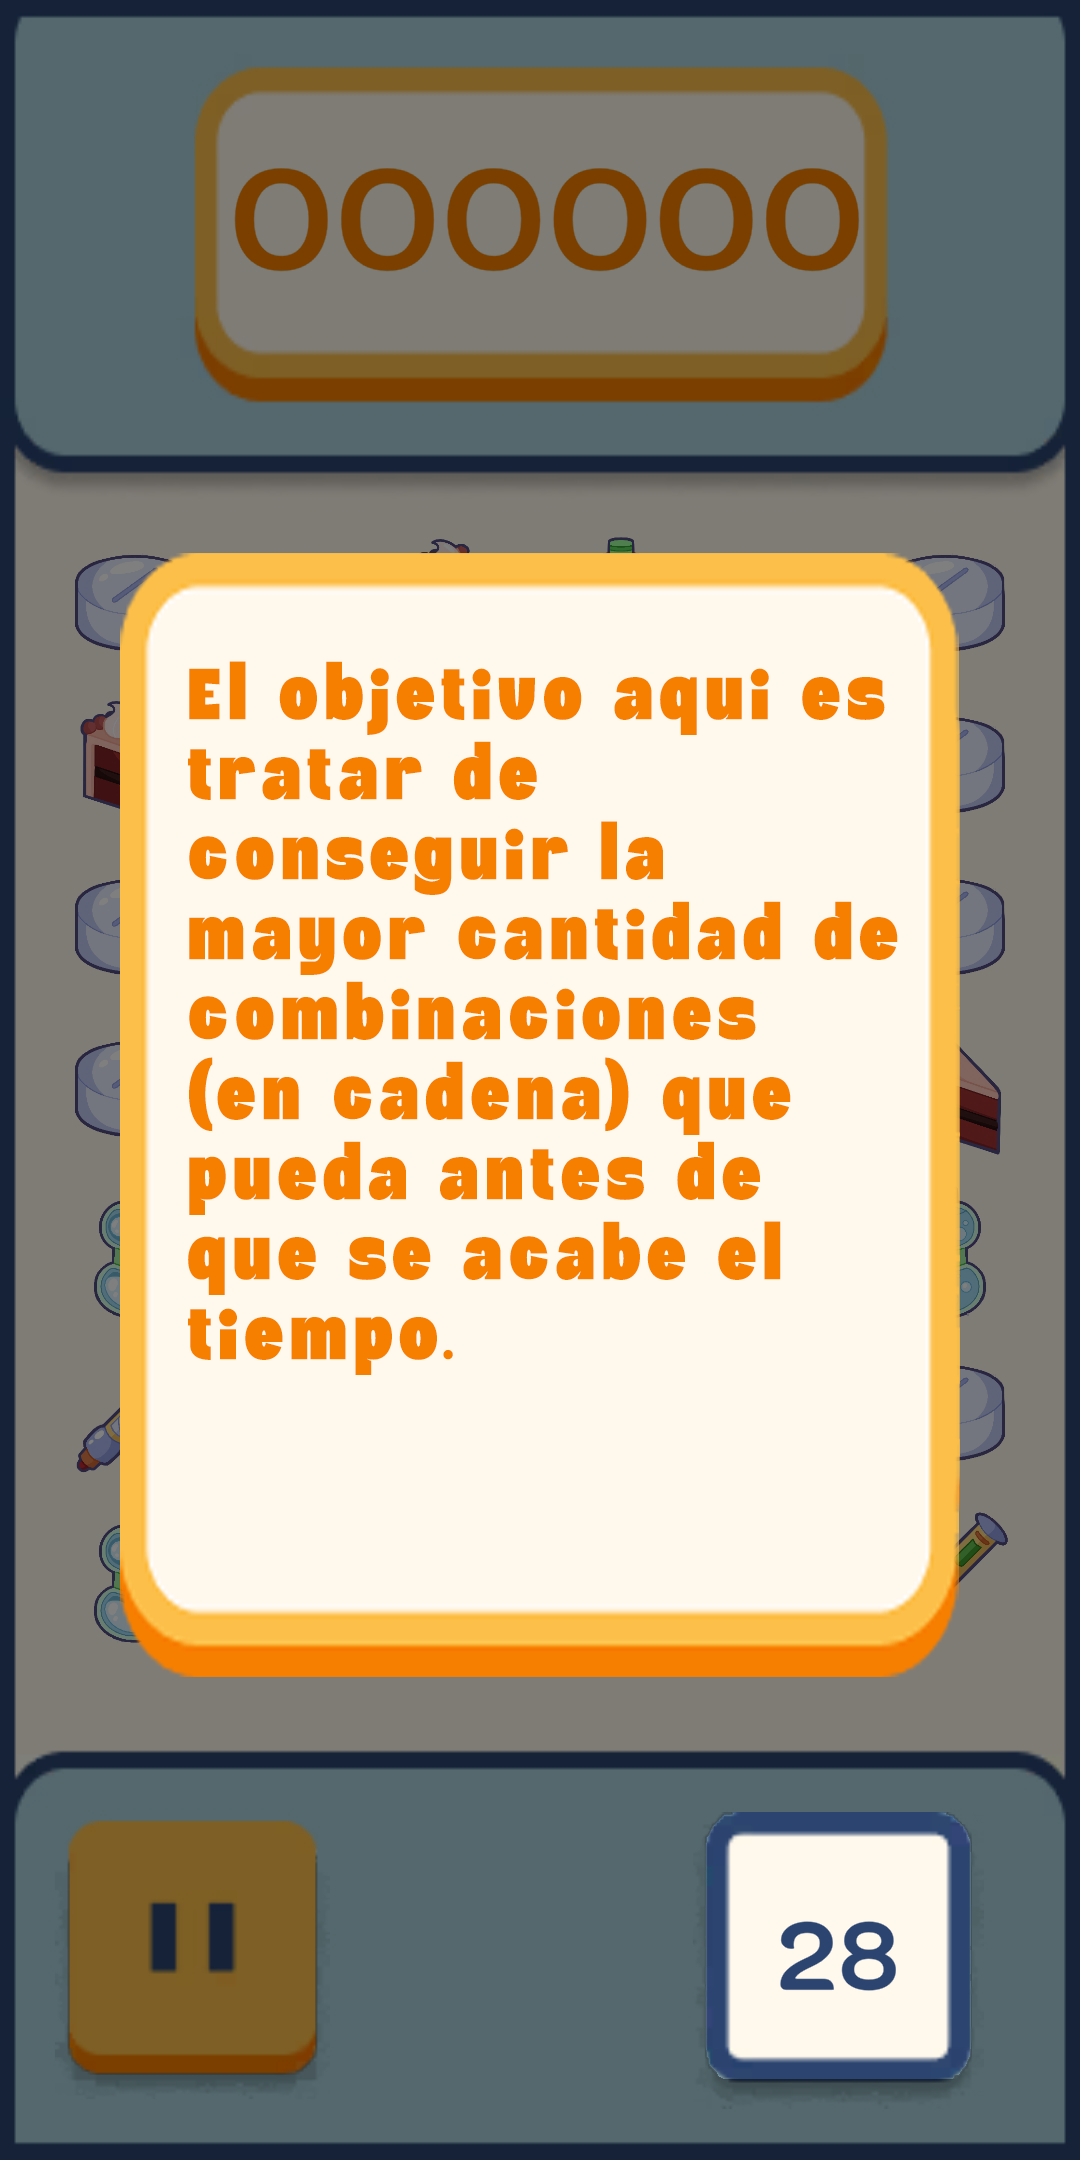 000000
El objetivo aqui es
tratar de
conseguir la
mayor cantidad de
combinaciones
(en cadena) que
pueda antes de
que se acabe el
tiempo.
28